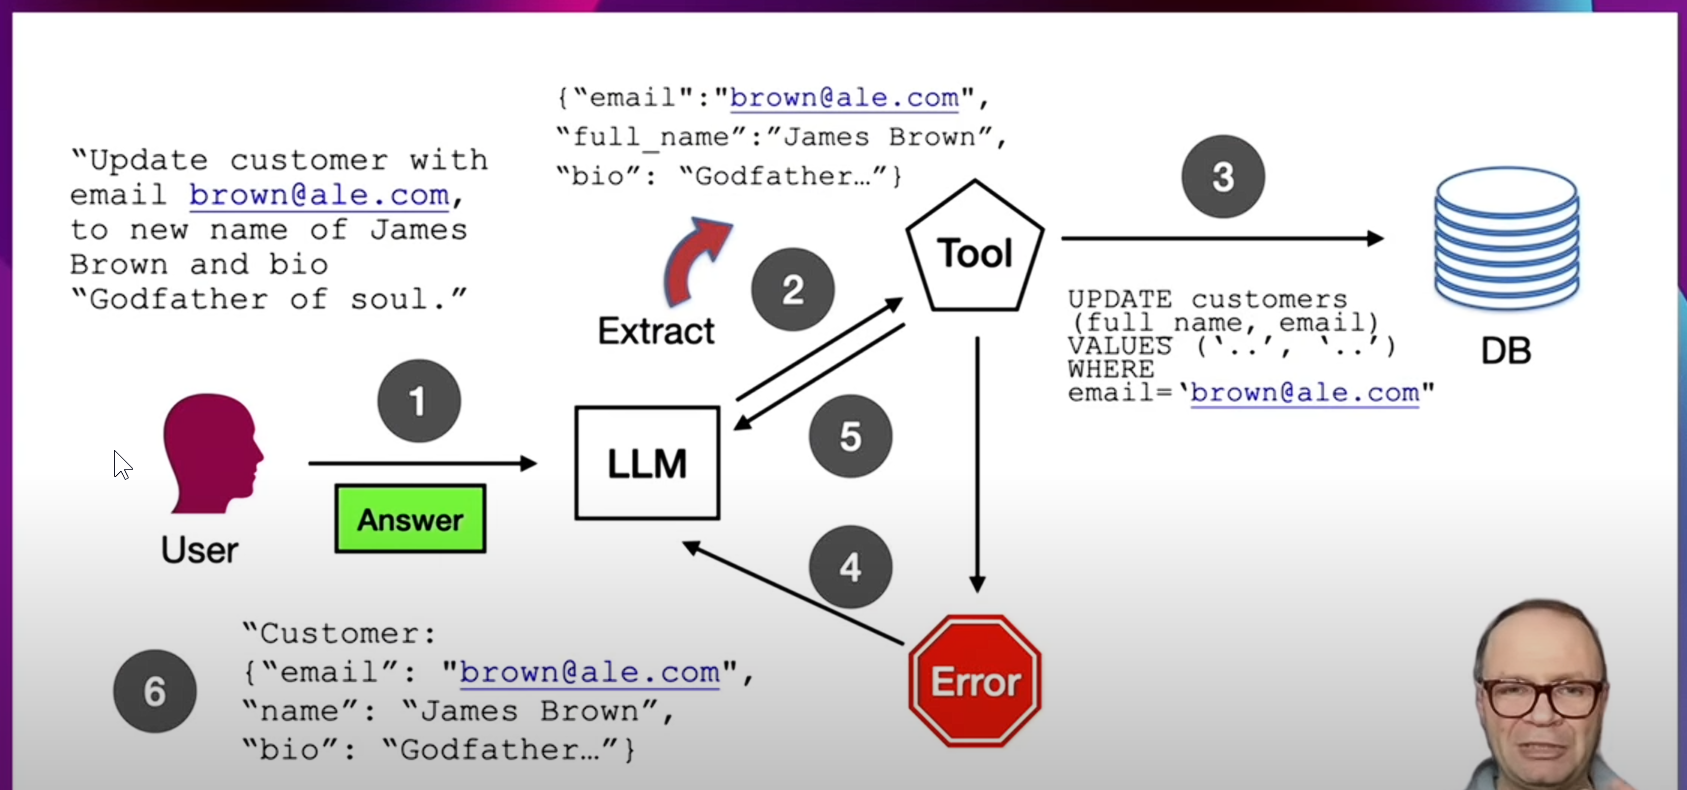 {“email":"brown@ale.com",
“full_name”:”James Brown”,
“bio”: “Godfather…”}
“Update customer with
email brown@ale.com,
to new name of James
Brown and bio
“Godfather of soul.”
3
Tool
2
Extract
UPDATE customers
(full_name, email)
VALUES (‘..’, ‘..’)
WHERE
email=‘brown@ale.com"
DB
1
5
LLM
Answer
User
4
Error
6
“Customer:
{“email”: "brown@ale.com",
“name”: “James Brown”,
“bio”: “Godfather…”}